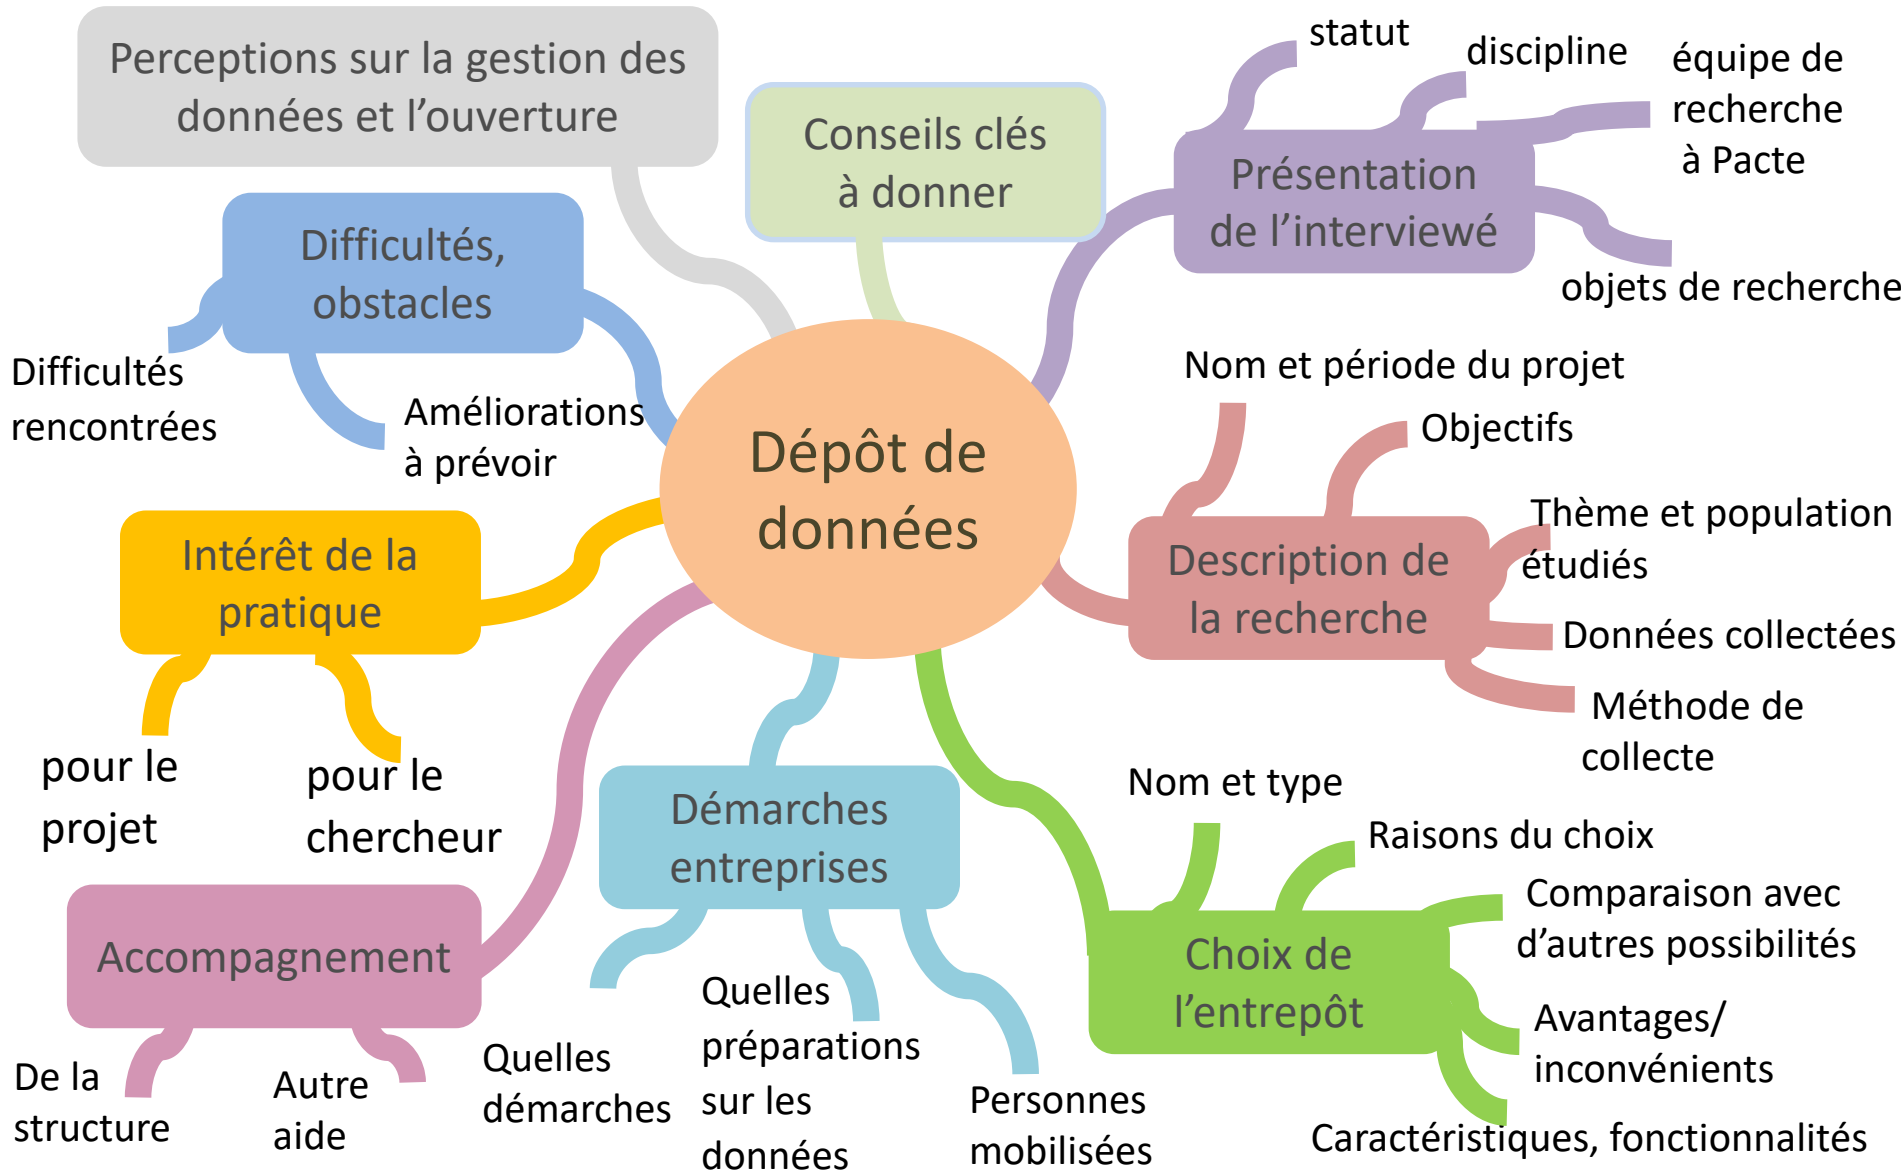 Perceptions sur la gestion des
données et l’ouverture
Conseils clés
à donner
statut
discipline
équipe de
recherche
à Pacte
Présentation
de l’interviewé
objets de recherche
Difficultés,
obstacles
Difficultés
rencontrées
Améliorations
à prévoir
Dépôt de
données
Nom et période du projet
Objectifs
Thème et population
étudiés
Description de
la recherche
Données collectées
Méthode de
collecte
Intérêt de la
pratique
pour le
projet
pour le
chercheur
Démarches
entreprises
Quelles
démarches
Quelles
préparations
sur les
données
Personnes
mobilisées
Nom et type
Raisons du choix
Comparaison avec
d’autres possibilités
Choix de
l’entrepôt
Avantages/
inconvénients
Caractéristiques, fonctionnalités
Accompagnement
De la
structure
Autre
aide